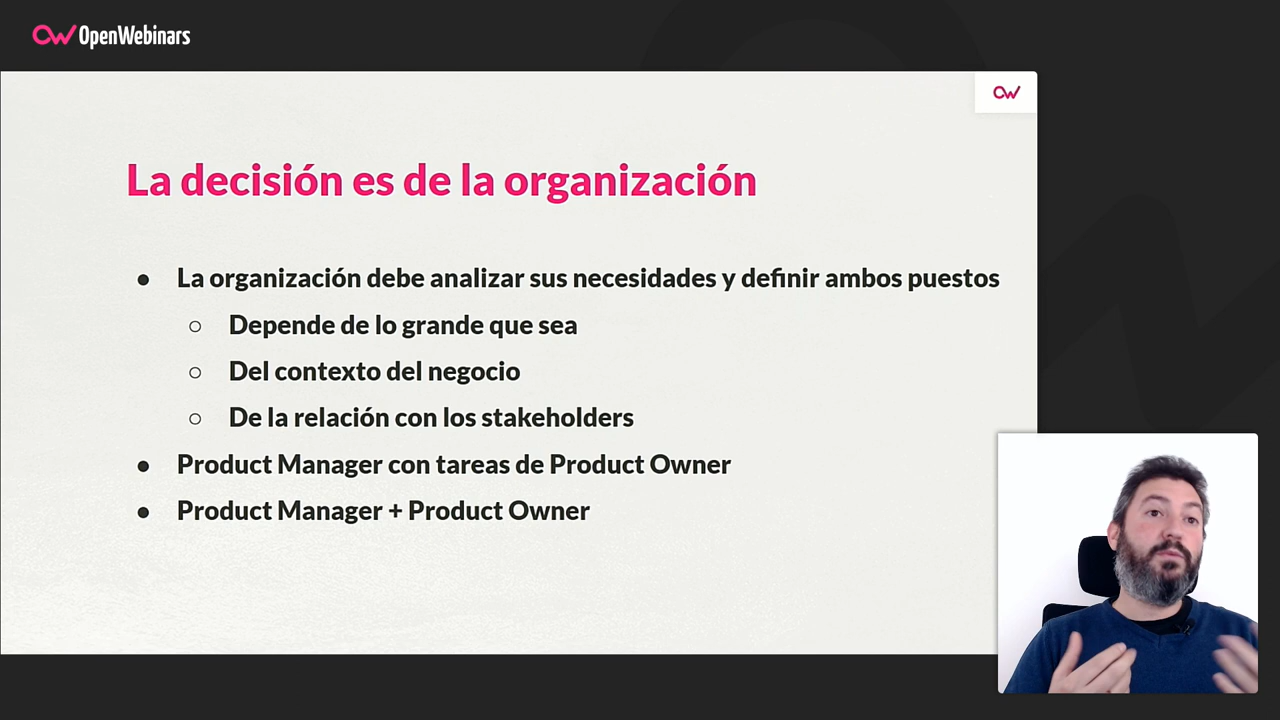 OpenWebinars
La decisión es de la organización
● La organización debe analizar sus necesidades y definir ambos puestos
○ Depende de lo grande que sea
○ Del contexto del negocio
○ De la relación con los stakeholders
● Product Manager con tareas de Product Owner
● Product Manager + Product Owner